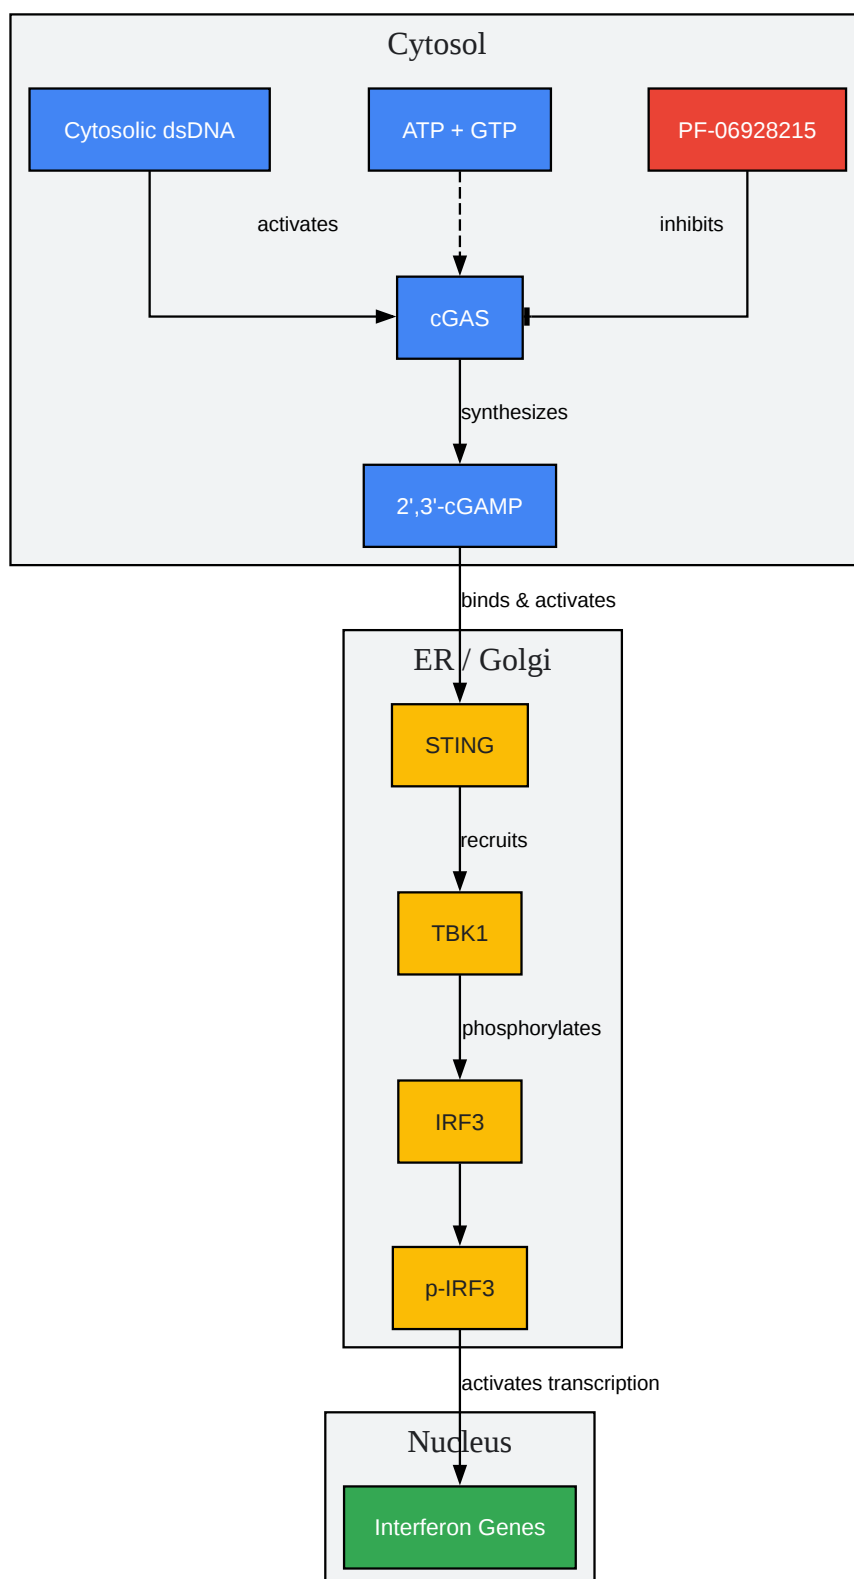 Cytosol
Cytosolic dsDNA
ATP + GTP
PF-06928215
activates
inhibits
cGAS
synthesizes
2',3'-cGAMP
binds & activates
ER / Golgi
STING
recruits
TBK1
phosphorylates
IRF3
p-IRF3
activates transcription
Nucleus
Interferon Genes